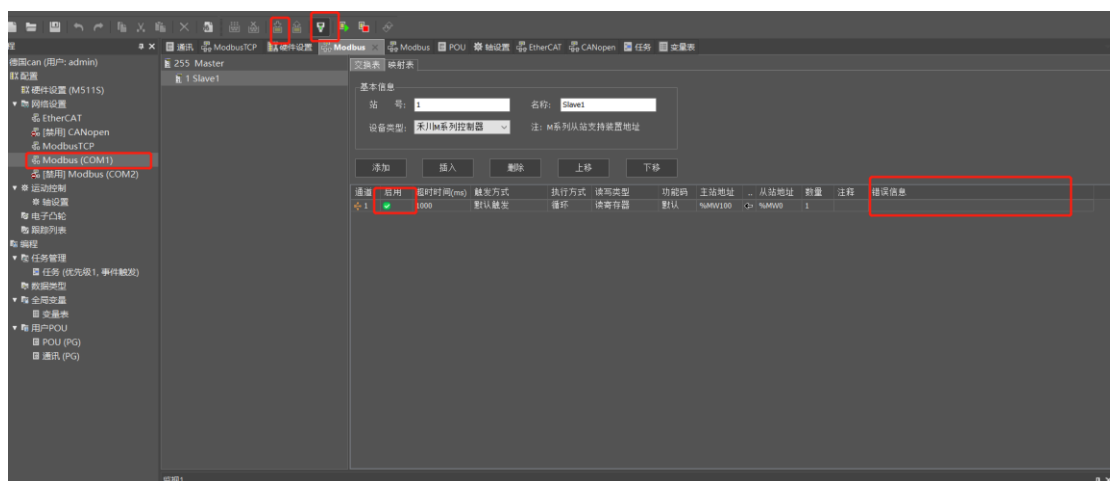 程
通讯 ModbusTCP 硬件设置 Modbus Modbus POU 轴设置 EtherCAT CANopen 任务 变量表
德国can (用户: admin)
配置
硬件设置 (M511S)
网络设置
EtherCAT
[禁用] CANopen
ModbusTCP
Modbus (COM1)
[禁用] Modbus (COM2)
运动控制
轴设置
电子凸轮
跟踪列表
编程
任务管理
任务 (优先级1, 事件触发)
数据类型
全局变量
变量表
用户POU
POU (PG)
通讯 (PG)
255 Master
1 Slave1
交换表 映射表
基本信息
站 号: 1 名称: Slave1
设备类型: 禾川M系列控制器 注: M系列从站支持装置地址
添加 插入 删除 上移 下移
通道 启用 超时时间(ms) 触发方式 执行方式 读写类型 功能码 主站地址 .. 从站地址 数量 注释 错误信息
1 1000 默认触发 循环 读寄存器 默认 %MW100 %MW0 1